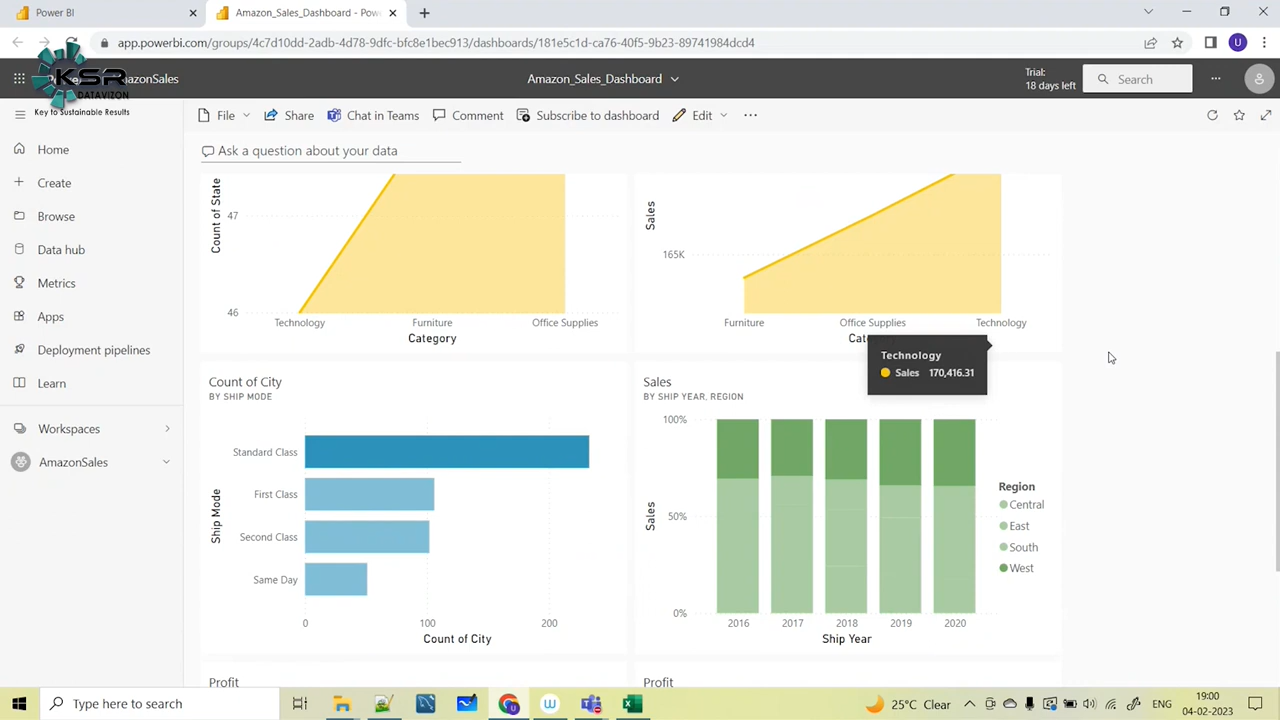 Power BI
Amazon_Sales_Dashboard - Pow
app.powerbi.com/groups/4c7d10dd-2adb-4d78-9dfc-bfc8e1bec913/dashboards/181e5c1d-ca76-40f5-9b23-89741984dcd4
U
KSR
DATAVIZON
Key to Sustainable Results
AmazonSales
Amazon_Sales_Dashboard
Trial:
18 days left
Search
File
Share
Chat in Teams
Comment
Subscribe to dashboard
Edit
Ask a question about your data
Home
Create
Browse
Data hub
Metrics
Apps
Deployment pipelines
Learn
Workspaces
AmazonSales
Count of State
47
46
Technology
Furniture
Office Supplies
Category
Sales
165K
Furniture
Office Supplies
Technology
Technology
Sales 170,416.31
Count of City
BY SHIP MODE
Ship Mode
Standard Class
First Class
Second Class
Same Day
0
100
200
Count of City
Sales
BY SHIP YEAR, REGION
Sales
100%
50%
0%
2016
2017
2018
2019
2020
Ship Year
Region
Central
East
South
West
Profit
Profit
Type here to search
25°C Clear
ENG
19:00
04-02-2023